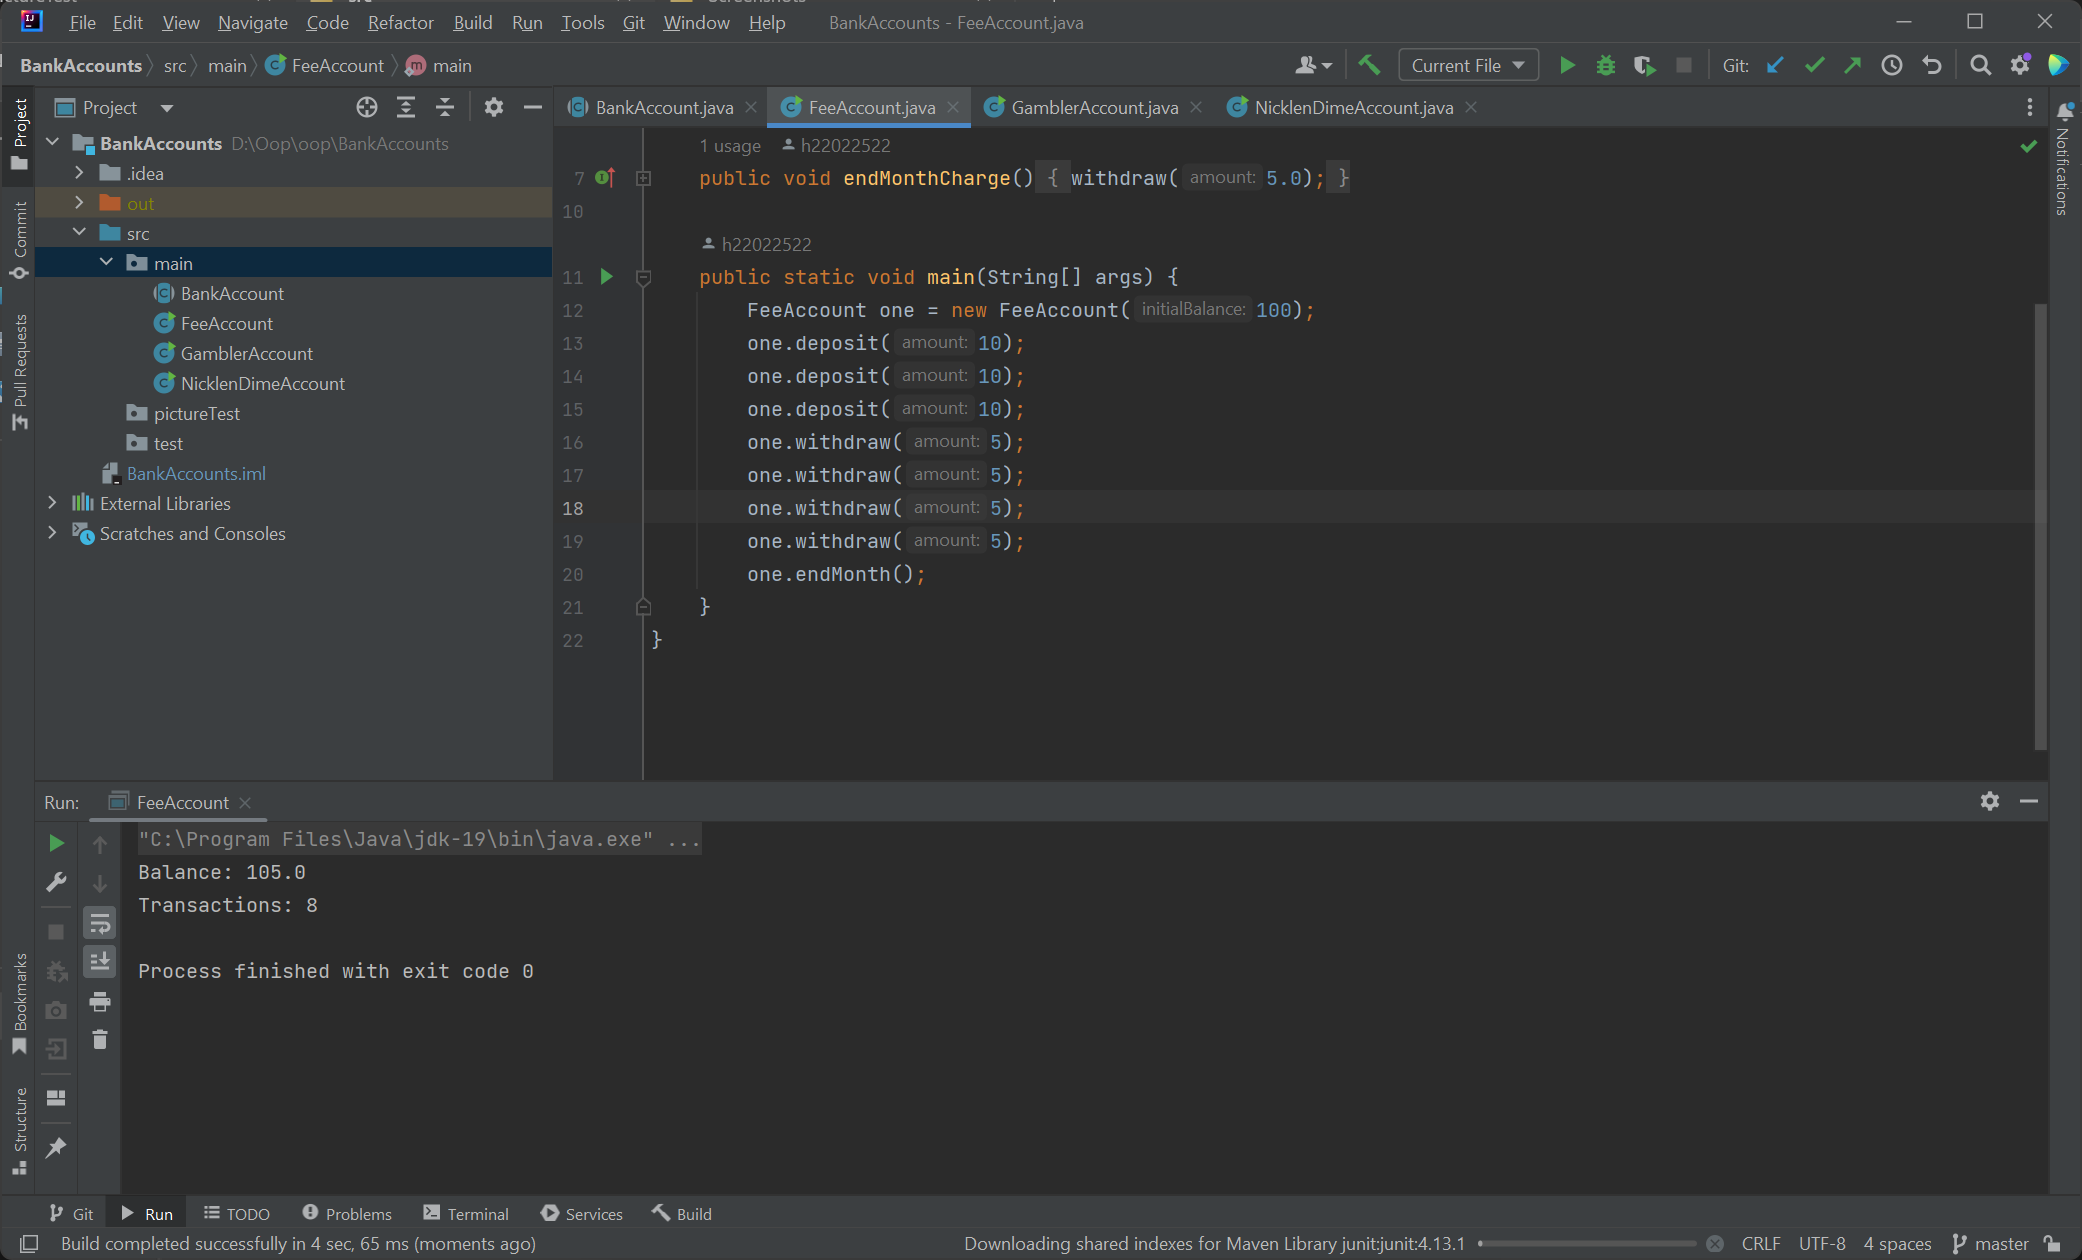 File Edit View Navigate Code Refactor Build Run Tools Git Window Help BankAccounts - FeeAccount.java
BankAccounts src main FeeAccount main
Current File Git:
Project
BankAccounts D:\Oop\oop\BankAccounts
.idea
out
src
main
BankAccount
FeeAccount
GamblerAccount
NicklenDimeAccount
pictureTest
test
BankAccounts.iml
External Libraries
Scratches and Consoles
Project
Commit
Pull Requests
Bookmarks
Structure
BankAccount.java FeeAccount.java GamblerAccount.java NicklenDimeAccount.java
1 usage h22022522
7 public void endMonthCharge() { withdraw( amount: 5.0); }
10
h22022522
11 public static void main(String[] args) {
12 FeeAccount one = new FeeAccount( initialBalance: 100);
13 one.deposit( amount: 10);
14 one.deposit( amount: 10);
15 one.deposit( amount: 10);
16 one.withdraw( amount: 5);
17 one.withdraw( amount: 5);
18 one.withdraw( amount: 5);
19 one.withdraw( amount: 5);
20 one.endMonth();
21 }
22 }
Notifications
Run: FeeAccount
"C:\Program Files\Java\jdk-19\bin\java.exe" ...
Balance: 105.0
Transactions: 8
Process finished with exit code 0
Git Run TODO Problems Terminal Services Build
Build completed successfully in 4 sec, 65 ms (moments ago) Downloading shared indexes for Maven Library junit:junit:4.13.1 CRLF UTF-8 4 spaces master